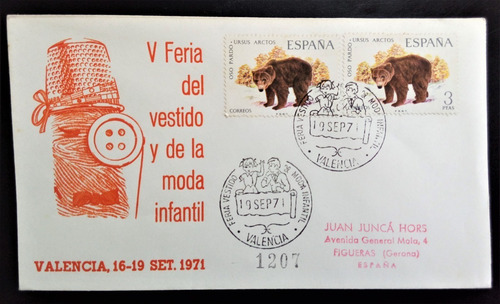 V Feria
del
vestido
y de la
moda
infantil
VALENCIA, 16-19 SET. 1971
OSO PARDO · URSUS ARCTOS
ESPAÑA
CORREOS
OSO PARDO · URSUS ARCTOS
ESPAÑA
3
PTAS
FERIA VESTIDO Y MODA INFANTIL
19 SEP 71
· VALENCIA ·
FERIA VESTIDO Y MODA INFANTIL
19 SEP 71
· VALENCIA ·
1207
JUAN JUNCÁ HORS
Avenida General Mola, 4
FIGUERAS (Gerona)
ESPAÑA